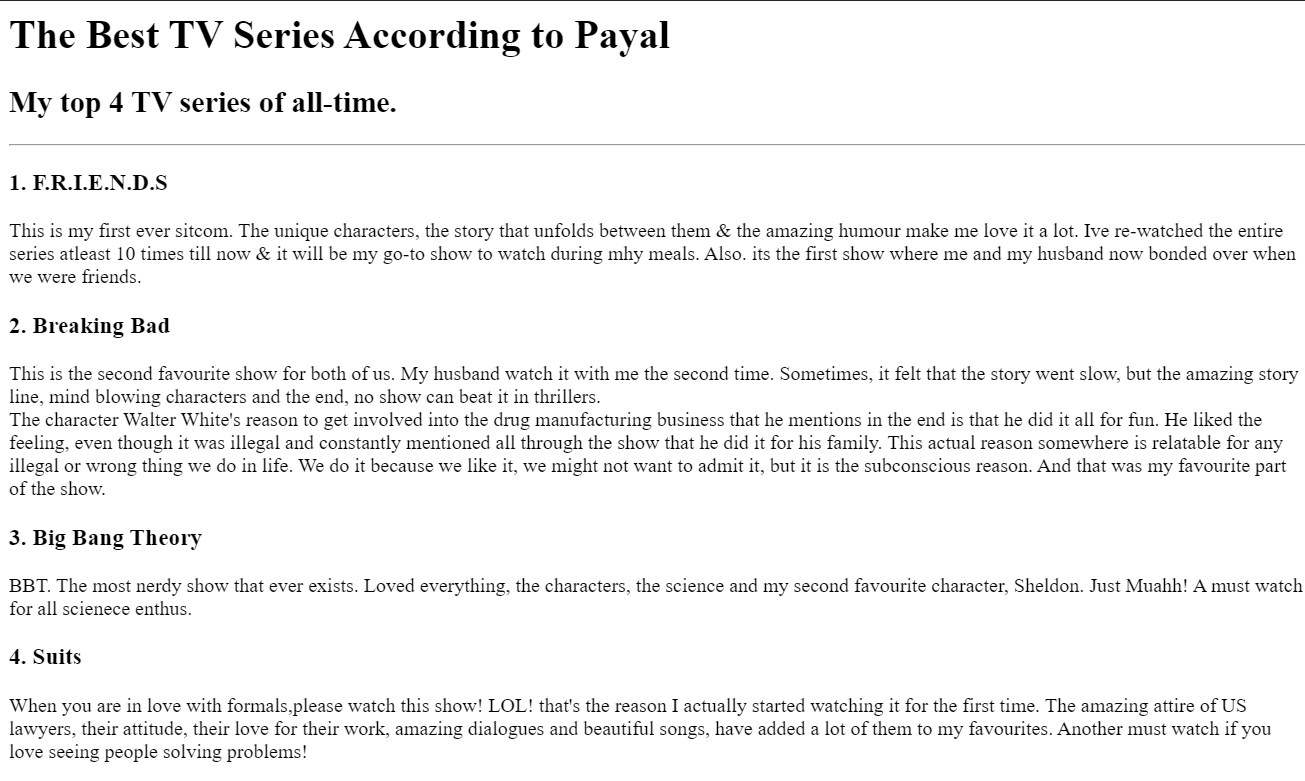 The Best TV Series According to Payal
My top 4 TV series of all-time.
1. F.R.I.E.N.D.S
This is my first ever sitcom. The unique characters, the story that unfolds between them & the amazing humour make me love it a lot. Ive re-watched the entire
series atleast 10 times till now & it will be my go-to show to watch during mhy meals. Also. its the first show where me and my husband now bonded over when
we were friends.
2. Breaking Bad
This is the second favourite show for both of us. My husband watch it with me the second time. Sometimes, it felt that the story went slow, but the amazing story
line, mind blowing characters and the end, no show can beat it in thrillers.
The character Walter White's reason to get involved into the drug manufacturing business that he mentions in the end is that he did it all for fun. He liked the
feeling, even though it was illegal and constantly mentioned all through the show that he did it for his family. This actual reason somewhere is relatable for any
illegal or wrong thing we do in life. We do it because we like it, we might not want to admit it, but it is the subconscious reason. And that was my favourite part
of the show.
3. Big Bang Theory
BBT. The most nerdy show that ever exists. Loved everything, the characters, the science and my second favourite character, Sheldon. Just Muahh! A must watch
for all scienece enthus.
4. Suits
When you are in love with formals,please watch this show! LOL! that's the reason I actually started watching it for the first time. The amazing attire of US
lawyers, their attitude, their love for their work, amazing dialogues and beautiful songs, have added a lot of them to my favourites. Another must watch if you
love seeing people solving problems!